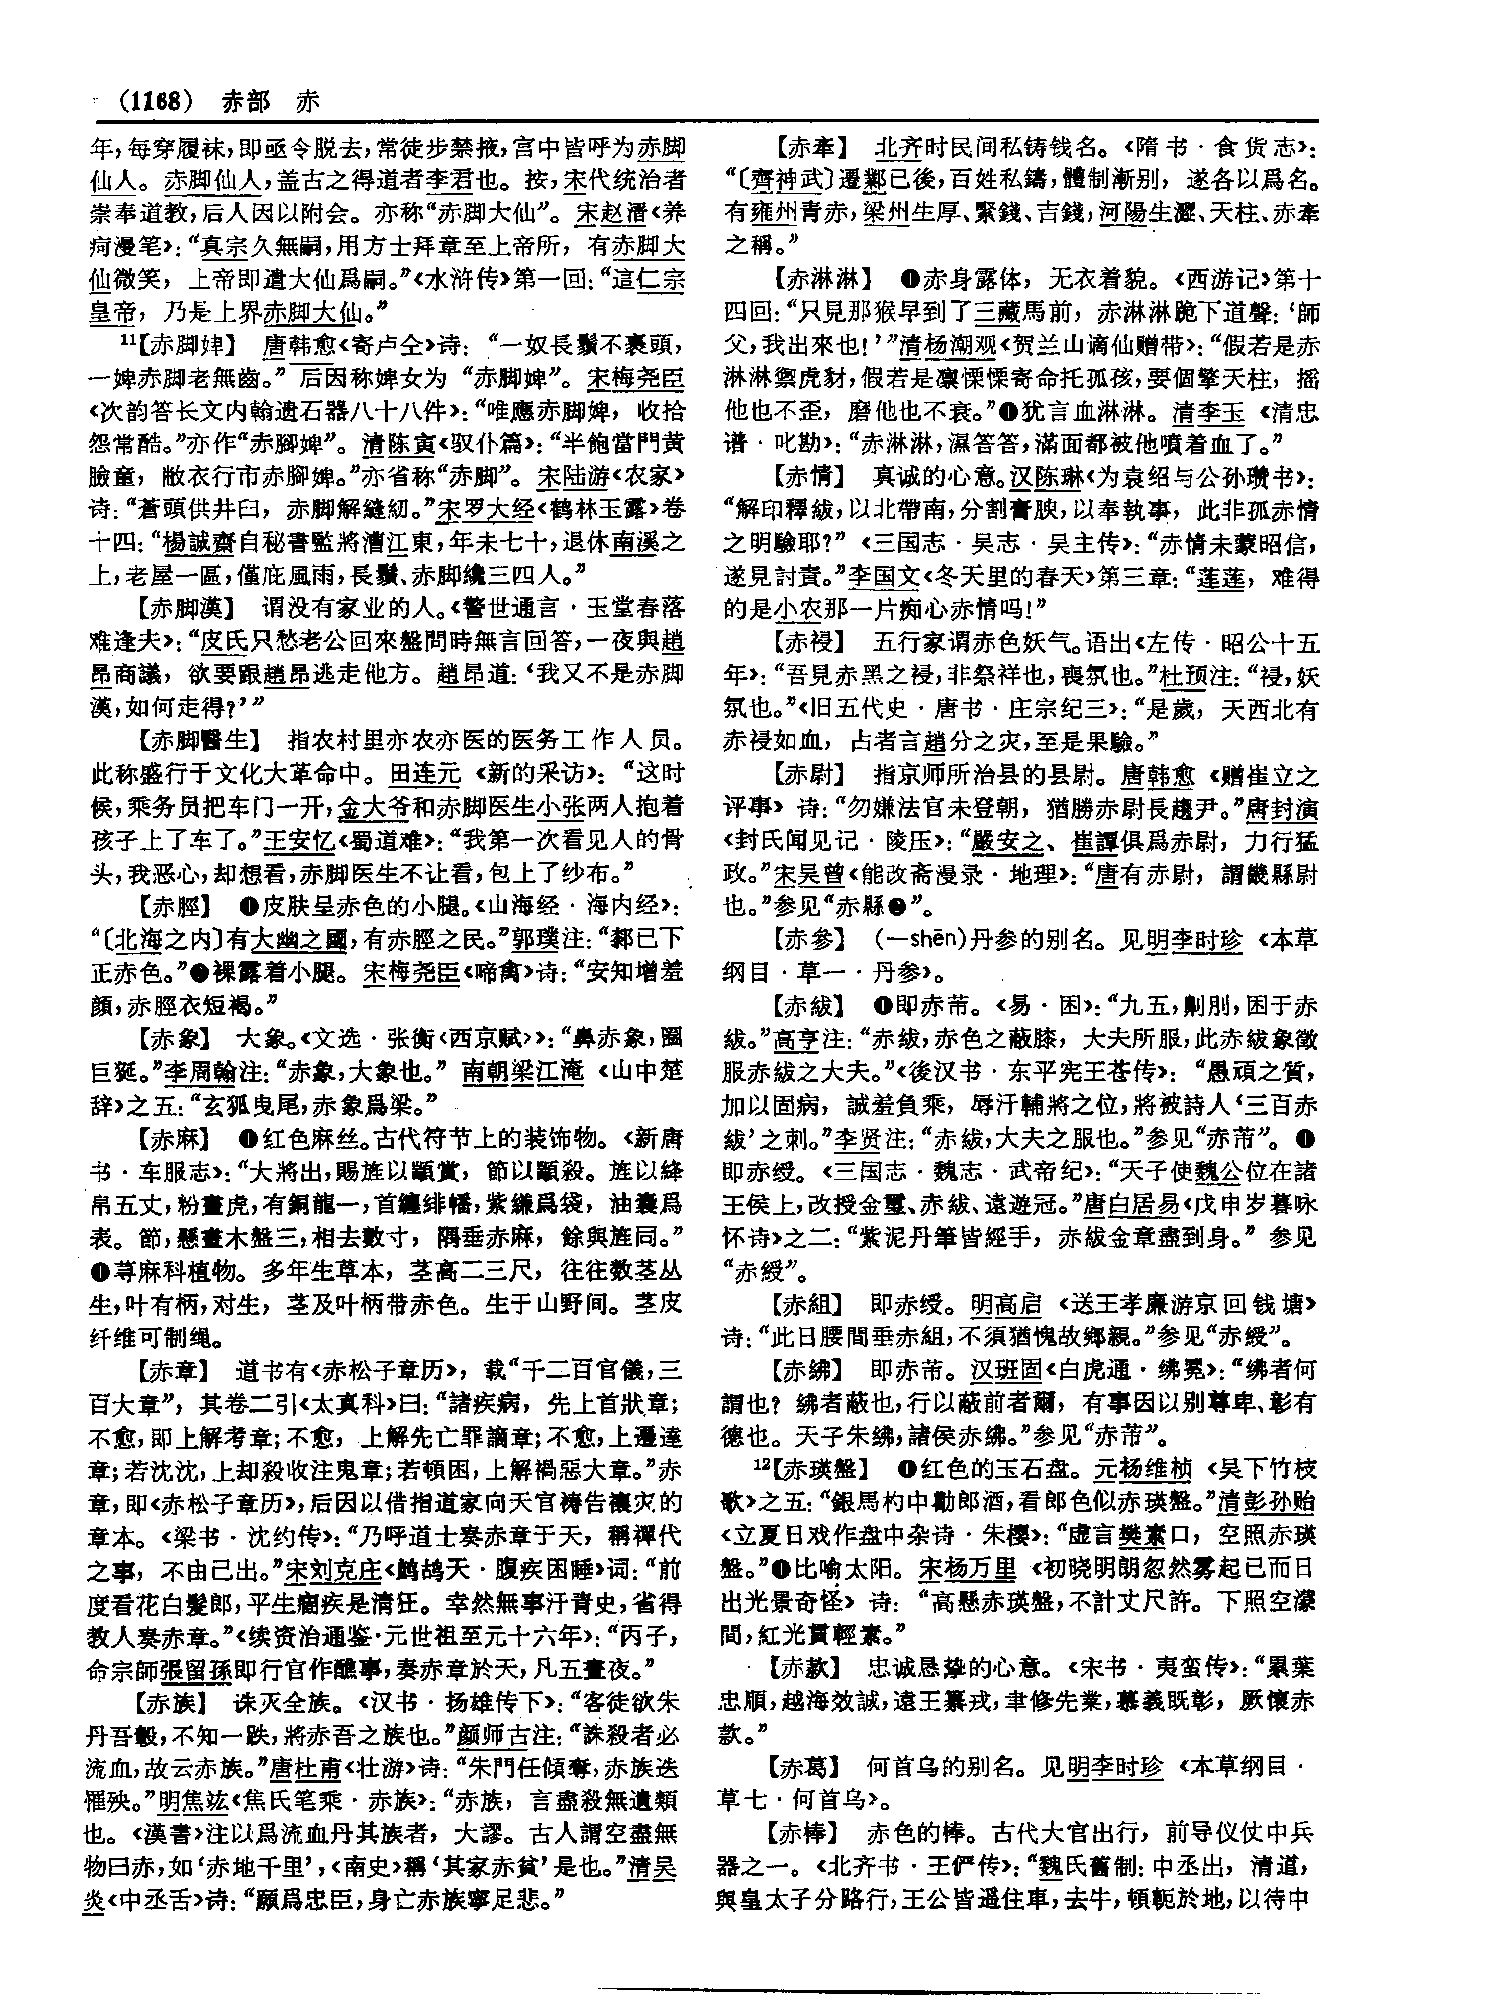 (1168) 赤部 赤
年，每穿履袜，即亟令脱去，常徒步禁掖，宫中皆呼为赤脚
仙人。赤脚仙人，盖古之得道者李君也。按，宋代统治者
崇奉道教，后人因以附会。亦称“赤脚大仙”。宋赵溍《养
疴漫笔》：“真宗久無嗣，用方士拜章至上帝所，有赤脚大
仙微笑，上帝即遣大仙爲嗣。”《水浒传》第一回：“這仁宗
皇帝，乃是上界赤脚大仙。”
11【赤脚婢】 唐韩愈《寄卢仝》诗：“一奴長鬚不裹頭，
一婢赤脚老無齒。”后因称婢女为“赤脚婢”。宋梅尧臣
《次韵答长文内翰遗石器八十八件》：“唯應赤脚婢，收拾
怨常酷。”亦作“赤腳婢”。清陈寅《驭仆篇》：“半飽當門黄
臉童，敝衣行市赤腳婢。”亦省称“赤脚”。宋陆游《农家》
诗：“蒼頭供井臼，赤脚解縫紉。”宋罗大经《鹤林玉露》卷
十四：“楊誠齋自秘書監將漕江東，年未七十，退休南溪之
上，老屋一區，僅庇風雨，長鬚、赤脚纔三四人。”
【赤脚漢】 谓没有家业的人。《警世通言·玉堂春落
难逢夫》：“皮氏只愁老公回來盤問時無言回答，一夜與趙
昂商議，欲要跟趙昂逃走他方。趙昂道：‘我又不是赤脚
漢，如何走得？’”
【赤脚醫生】 指农村里亦农亦医的医务工作人员。
此称盛行于文化大革命中。田连元《新的采访》：“这时
候，乘务员把车门一开，金大爷和赤脚医生小张两人抱着
孩子上了车了。”王安忆《蜀道难》：“我第一次看见人的骨
头，我恶心，却想看，赤脚医生不让看，包上了纱布。”
【赤脛】 ❶皮肤呈赤色的小腿。《山海经·海内经》：
“〔北海之内〕有大幽之國，有赤脛之民。”郭璞注：“厀已下
正赤色。”❷裸露着小腿。宋梅尧臣《啼禽》诗：“安知增羞
顔，赤脛衣短褐。”
【赤象】 大象。《文选·张衡〈西京赋〉》：“鼻赤象，圈
巨狿。”李周翰注：“赤象，大象也。”南朝梁江淹《山中楚
辞》之五：“玄狐曳尾，赤象爲梁。”
【赤麻】 ❶红色麻丝。古代符节上的装饰物。《新唐
书·车服志》：“大將出，賜旌以顓賞，節以顓殺。旌以絳
帛五丈，粉畫虎，有銅龍一，首纏緋幡，紫縑爲袋，油囊爲
表。節，懸畫木盤三，相去數寸，隅垂赤麻，餘與旌同。”
❷荨麻科植物。多年生草本，茎高二三尺，往往数茎丛
生，叶有柄，对生，茎及叶柄带赤色。生于山野间。茎皮
纤维可制绳。
【赤章】 道书有《赤松子章历》，载“千二百官儀，三
百大章”，其卷二引《太真科》曰：“諸疾病，先上首狀章；
不愈，即上解考章；不愈，上解先亡罪謫章；不愈，上遷達
章；若沈沈，上却殺收注鬼章；若頓困，上解禍惡大章。”赤
章，即《赤松子章历》，后因以借指道家向天官祷告禳灾的
章本。《梁书·沈约传》：“乃呼道士奏赤章于天，稱禪代
之事，不由己出。”宋刘克庄《鹧鸪天·腹疾困睡》词：“前
度看花白髮郎，平生痼疾是清狂。幸然無事汙青史，省得
教人奏赤章。”《续资治通鉴·元世祖至元十六年》：“丙子，
命宗師張留孫即行宫作醮事，奏赤章於天，凡五晝夜。”
【赤族】 诛灭全族。《汉书·扬雄传下》：“客徒欲朱
丹吾轂，不知一跌，將赤吾之族也。”颜师古注：“誅殺者必
流血，故云赤族。”唐杜甫《壮游》诗：“朱門任傾奪，赤族迭
罹殃。”明焦竑《焦氏笔乘·赤族》：“赤族，言盡殺無遺類
也。《漢書》注以爲流血丹其族者，大謬。古人謂空盡無
物曰赤，如‘赤地千里’，《南史》稱‘其家赤貧’是也。”清吴
炎《中丞舌》诗：“願爲忠臣，身亡赤族寧足悲。”
【赤牽】 北齐时民间私铸钱名。《隋书·食货志》：
“〔齊神武〕遷鄴已後，百姓私鑄，體制漸别，遂各以爲名。
有雍州青赤，梁州生厚、緊錢、吉錢，河陽生澀、天柱、赤牽
之稱。”
【赤淋淋】 ❶赤身露体，无衣着貌。《西游记》第十
四回：“只見那猴早到了三藏馬前，赤淋淋跪下道聲：‘師
父，我出來也！’”清杨潮观《贺兰山谪仙赠带》：“假若是赤
淋淋禦虎豺，假若是凛慄慄寄命托孤孩，要個擎天柱，摇
他也不歪，磨他也不衰。”❷犹言血淋淋。清李玉《清忠
谱·叱勘》：“赤淋淋，濕答答，滿面都被他噴着血了。”
【赤情】 真诚的心意。汉陈琳《为袁绍与公孙瓒书》：
“解印釋紱，以北帶南，分割膏腴，以奉執事，此非孤赤情
之明驗耶？”《三国志·吴志·吴主传》：“赤情未蒙昭信，
遂見討責。”李国文《冬天里的春天》第三章：“莲莲，难得
的是小农那一片痴心赤情吗！”
【赤祲】 五行家谓赤色妖气。语出《左传·昭公十五
年》：“吾見赤黑之祲，非祭祥也，喪氛也。”杜预注：“祲，妖
氛也。”《旧五代史·唐书·庄宗纪三》：“是歲，天西北有
赤祲如血，占者言趙分之灾，至是果驗。”
【赤尉】 指京师所治县的县尉。唐韩愈《赠崔立之
评事》诗：“勿嫌法官未登朝，猶勝赤尉長趨尹。”唐封演
《封氏闻见记·陵压》：“嚴安之、崔譚俱爲赤尉，力行猛
政。”宋吴曾《能改斋漫录·地理》：“唐有赤尉，謂畿縣尉
也。”参见“赤縣❷”。
【赤参】 （－shēn）丹参的别名。见明李时珍《本草
纲目·草一·丹参》。
【赤紱】 ❶即赤芾。《易·困》：“九五，劓刖，困于赤
紱。”高亨注：“赤紱，赤色之蔽膝，大夫所服，此赤紱象徵
服赤紱之大夫。”《後汉书·东平宪王苍传》：“愚頑之質，
加以固病，誠羞負乘，辱汙輔將之位，將被詩人‘三百赤
紱’之刺。”李贤注：“赤紱，大夫之服也。”参见“赤芾”。❷
即赤绶。《三国志·魏志·武帝纪》：“天子使魏公位在諸
王侯上，改授金璽、赤紱、遠遊冠。”唐白居易《戊申岁暮咏
怀诗》之二：“紫泥丹筆皆經手，赤紱金章盡到身。”参见
“赤綬”。
【赤組】 即赤绶。明高启《送王孝廉游京回钱塘》
诗：“此日腰間垂赤組，不須猶愧故鄉親。”参见“赤綬”。
【赤紼】 即赤芾。汉班固《白虎通·绋冕》：“紼者何
謂也？紼者蔽也，行以蔽前者爾，有事因以别尊卑、彰有
德也。天子朱紼，諸侯赤紼。”参见“赤芾”。
12【赤瑛盤】 ❶红色的玉石盘。元杨维桢《吴下竹枝
歌》之五：“銀馬杓中勸郎酒，看郎色似赤瑛盤。”清彭孙贻
《立夏日戏作盘中杂诗·朱樱》：“虚言樊素口，空照赤瑛
盤。”❷比喻太阳。宋杨万里《初晓明朗忽然雾起已而日
出光景奇怪》诗：“高懸赤瑛盤，不計丈尺許。下照空濛
間，紅光貫輕素。”
【赤款】 忠诚恳挚的心意。《宋书·夷蛮传》：“累葉
忠順，越海效誠，遠王纂戎，聿修先業，慕義既彰，厥懷赤
款。”
【赤葛】 何首乌的别名。见明李时珍《本草纲目·
草七·何首乌》。
【赤棒】 赤色的棒。古代大官出行，前导仪仗中兵
器之一。《北齐书·王俨传》：“魏氏舊制：中丞出，清道，
與皇太子分路行，王公皆遥住車，去牛，頓軛於地，以待中